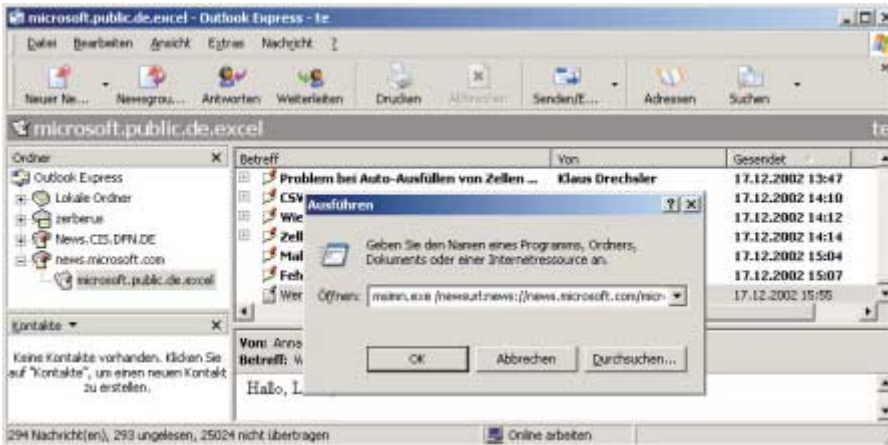 microsoft.public.de.excel - Outlook Express - te
Datei Bearbeiten Ansicht Extras Nachricht ?
Neuer Ne... Newsgrou... Antworten Weiterleiten Drucken Abbrechen Senden/E... Adressen Suchen
microsoft.public.de.excel te
Ordner
Outlook Express
Lokale Ordner
zerberus
News.CIS.DFN.DE
news.microsoft.com
microsoft.public.de.excel
Kontakte
Keine Kontakte vorhanden. Klicken Sie
auf "Kontakte", um einen neuen Kontakt
zu erstellen.
Betreff Von Gesendet
Problem bei Auto-Ausfüllen von Zellen ... Klaus Drechsler 17.12.2002 13:47
CSV 17.12.2002 14:10
Wie 17.12.2002 14:12
Zell 17.12.2002 14:14
Mal 17.12.2002 15:04
Feh 17.12.2002 15:07
Wer 17.12.2002 15:55
Von: Anna
Betreff: W
Hallo, L
Ausführen
Geben Sie den Namen eines Programms, Ordners,
Dokuments oder einer Internetressource an.
Öffnen: msimn.exe /newsurl:news://news.microsoft.com/micr
OK Abbrechen Durchsuchen...
294 Nachricht(en), 293 ungelesen, 25024 nicht übertragen Online arbeiten